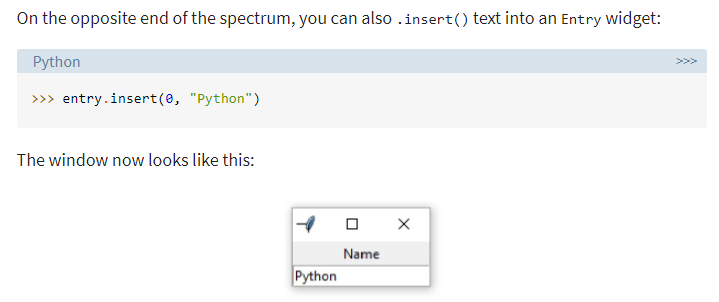 On the opposite end of the spectrum, you can also .insert() text into an Entry widget:
Python >>>
>>> entry.insert(0, "Python")
The window now looks like this:
Name
Python